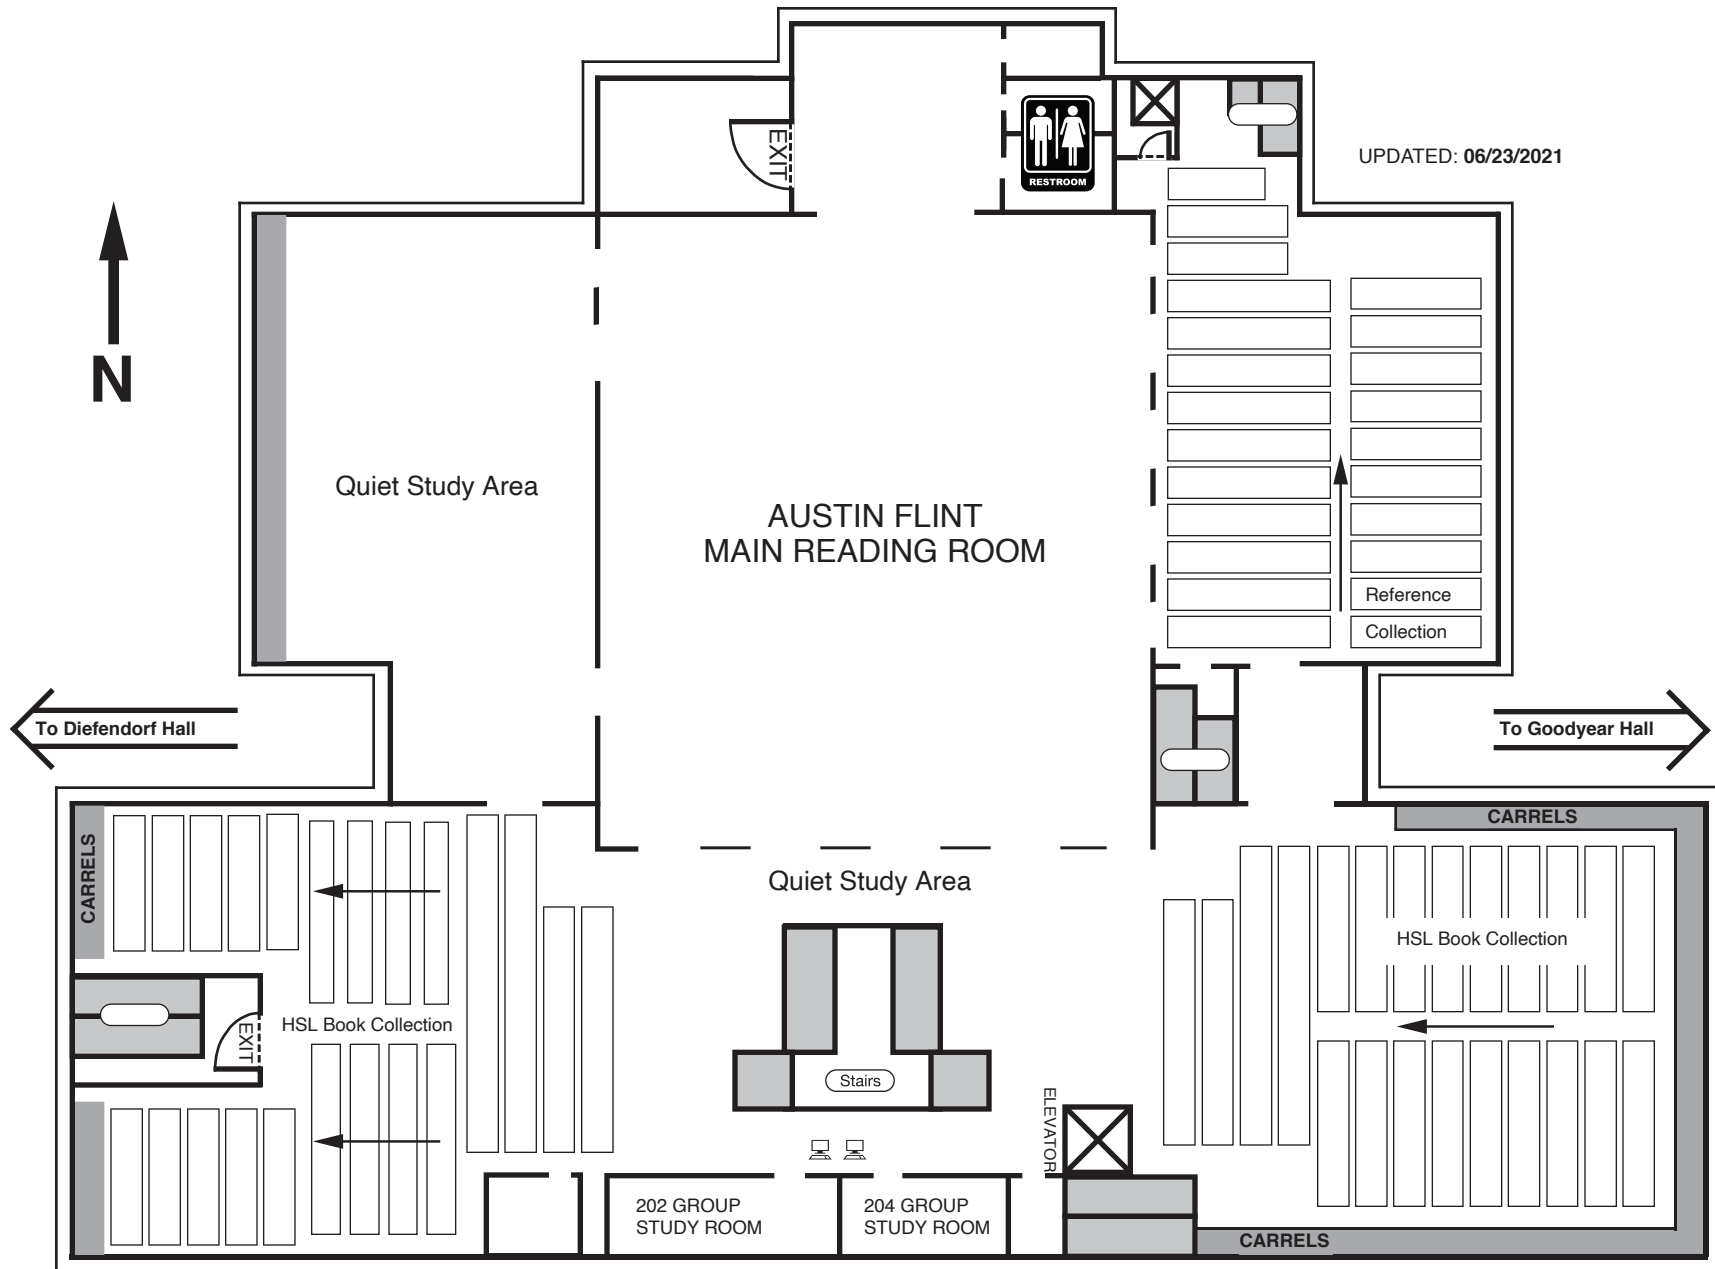 EXIT
RESTROOM
UPDATED: 06/23/2021
N
Quiet Study Area
AUSTIN FLINT
MAIN READING ROOM
Reference
Collection
To Diefendorf Hall
To Goodyear Hall
CARRELS
CARRELS
Quiet Study Area
HSL Book Collection
HSL Book Collection
EXIT
Stairs
ELEVATOR
202 GROUP
STUDY ROOM
204 GROUP
STUDY ROOM
CARRELS